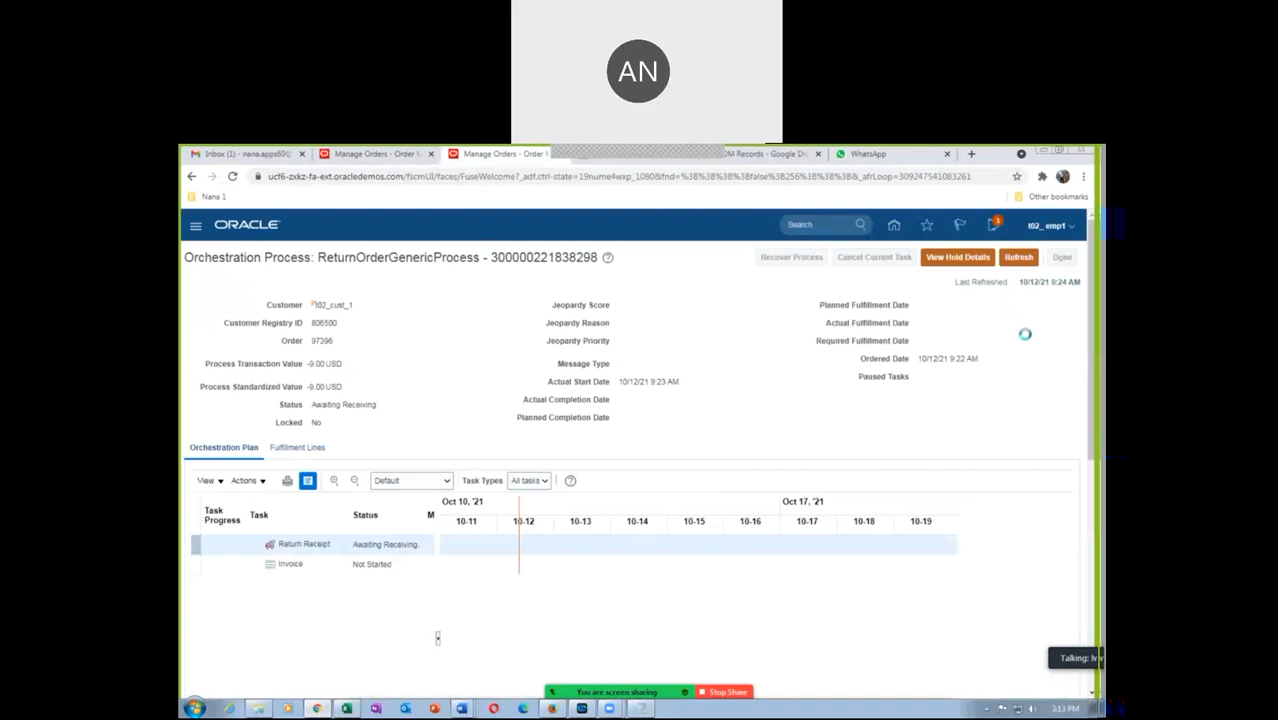 AN
Inbox (1) - nana.apps60@
Manage Orders - Order
Manage Orders - Order
OM Records - Google Dr
WhatsApp
ucf6-zxkz-fa-ext.oracledemos.com/fscmUI/faces/FuseWelcome?_adf.ctrl-state=19nume4wxp_1080&fnd=%3B%3B%3B%3Bfalse%3B256%3B%3B%3B&_afrLoop=309247541083261
Nana 1
Other bookmarks
ORACLE
Search
3
t02_emp1
Orchestration Process: ReturnOrderGenericProcess - 300000221838298
Recover Process
Cancel Current Task
View Hold Details
Refresh
Done
Last Refreshed 10/12/21 9:24 AM
Customer t02_cust_1
Customer Registry ID 806500
Order 97396
Process Transaction Value -9.00 USD
Process Standardized Value -9.00 USD
Status Awaiting Receiving
Locked No
Jeopardy Score
Jeopardy Reason
Jeopardy Priority
Message Type
Actual Start Date 10/12/21 9:23 AM
Actual Completion Date
Planned Completion Date
Planned Fulfillment Date
Actual Fulfillment Date
Required Fulfillment Date
Ordered Date 10/12/21 9:22 AM
Paused Tasks
Orchestration Plan
Fulfillment Lines
View
Actions
Default
Task Types
All tasks
Oct 10, '21
Oct 17, '21
Task Progress
Task
Status
M
10-11 10-12 10-13 10-14 10-15 10-16 10-17 10-18 10-19
Return Receipt Awaiting Receiving
Invoice Not Started
Talking:
You are screen sharing
Stop Share
3:13 PM